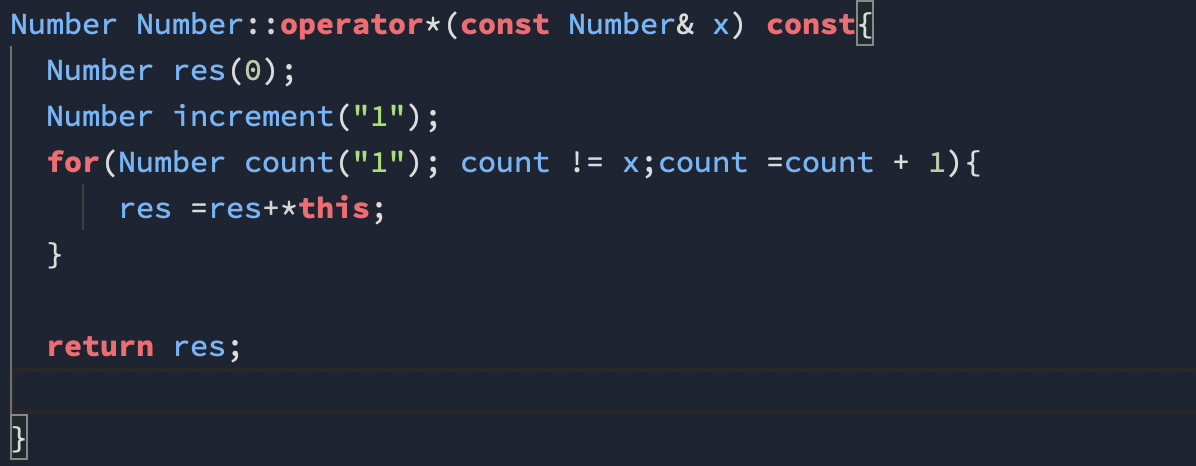 Number Number::operator*(const Number& x) const{
Number res(0);
Number increment("1");
for(Number count("1"); count != x;count =count + 1){
res =res+*this;
}
return res;
}